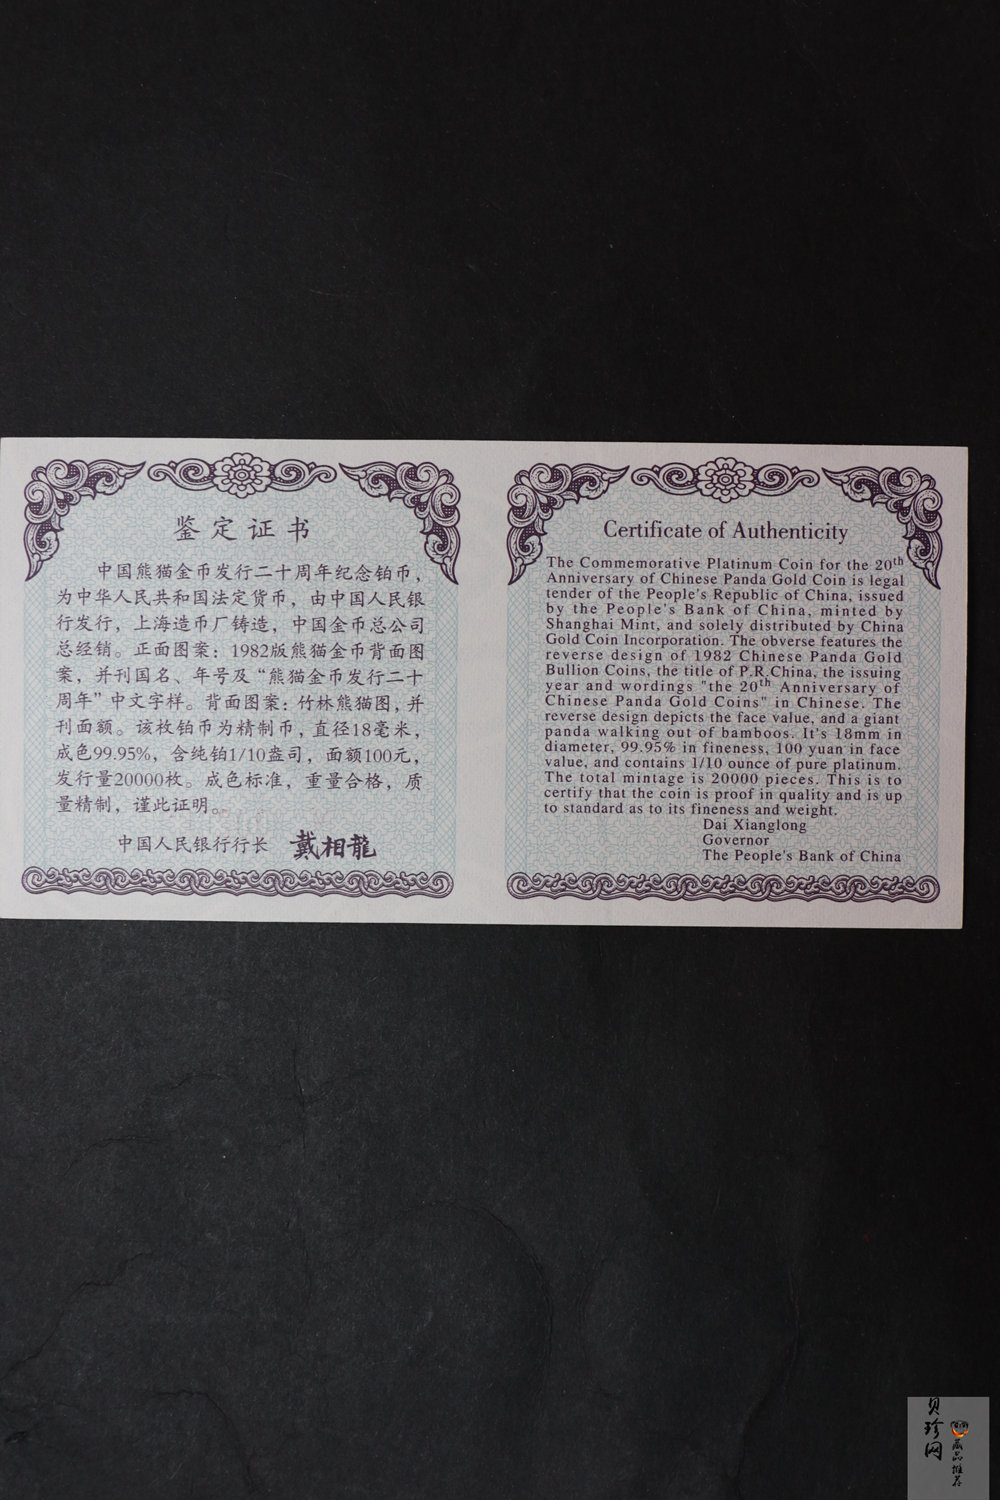 鉴定证书
中国熊猫金币发行二十周年纪念铂币，
为中华人民共和国法定货币，由中国人民银
行发行，上海造币厂铸造，中国金币总公司
总经销。正面图案：1982版熊猫金币背面图
案，并刊国名、年号及“熊猫金币发行二十
周年”中文字样。背面图案：竹林熊猫图，并
刊面额。该枚铂币为精制币，直径18毫米，
成色99.95%，含纯铂1/10盎司，面额100元，
发行量20000枚。成色标准，重量合格，质
量精制，谨此证明。
中国人民银行行长 戴相龍
Certificate of Authenticity
The Commemorative Platinum Coin for the 20th
Anniversary of Chinese Panda Gold Coin is legal
tender of the People's Republic of China, issued
by the People's Bank of China, minted by
Shanghai Mint, and solely distributed by China
Gold Coin Incorporation. The obverse features the
reverse design of 1982 Chinese Panda Gold
Bullion Coins, the title of P.R.China, the issuing
year and wordings "the 20th Anniversary of
Chinese Panda Gold Coins" in Chinese. The
reverse design depicts the face value, and a giant
panda walking out of bamboos. It's 18mm in
diameter, 99.95% in fineness, 100 yuan in face
value, and contains 1/10 ounce of pure platinum.
The total mintage is 20000 pieces. This is to
certify that the coin is proof in quality and is up
to standard as to its fineness and weight.
Dai Xianglong
Governor
The People's Bank of China
贝珍网
藏品推荐